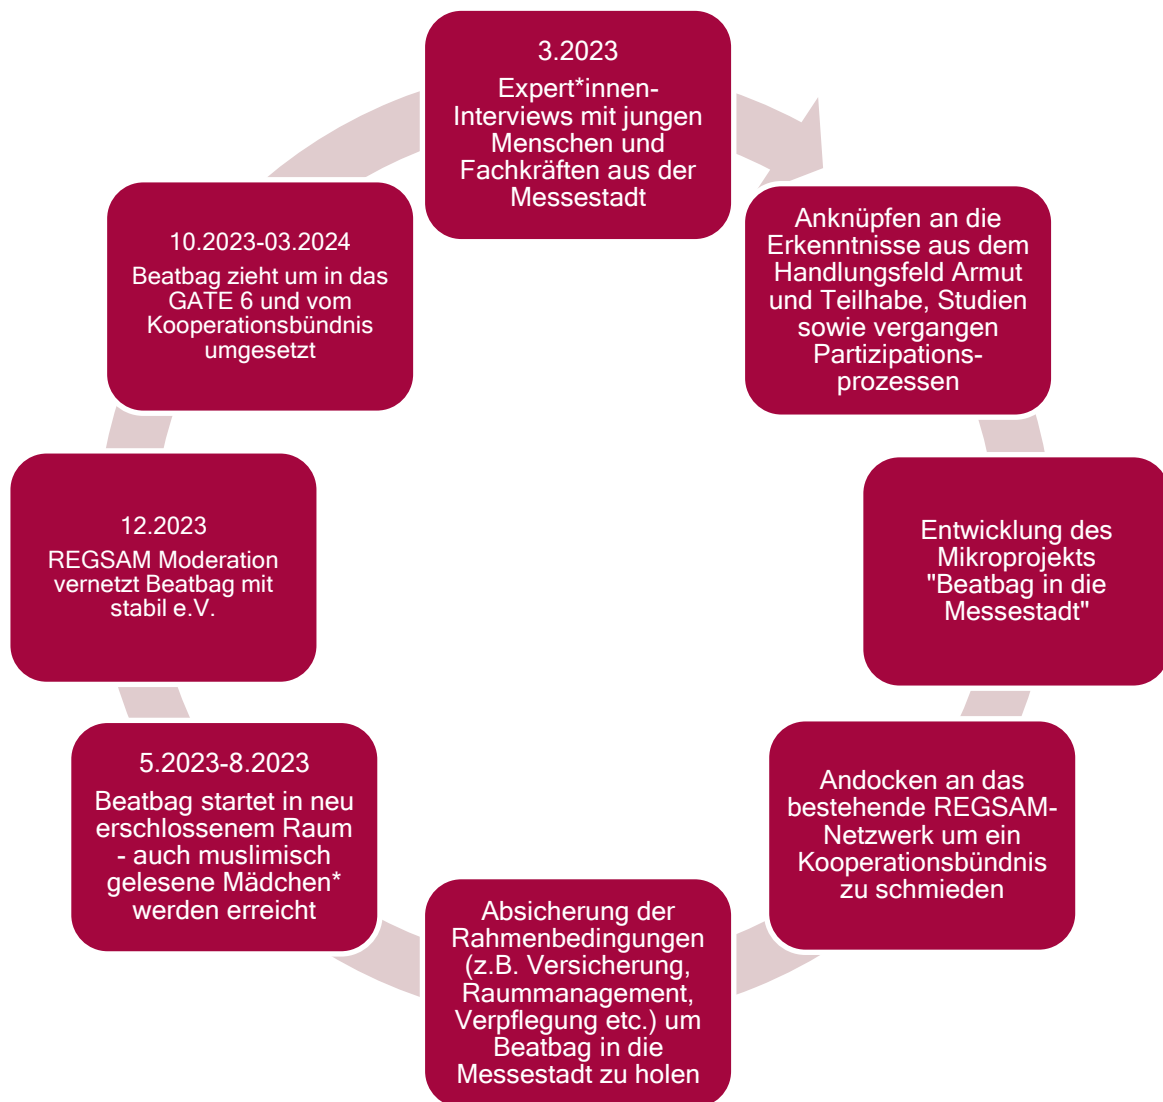 3.2023
Expert*innen-
Interviews mit jungen
Menschen und
Fachkräften aus der
Messestadt
Anknüpfen an die
Erkenntnisse aus dem
Handlungsfeld Armut
und Teilhabe, Studien
sowie vergangen
Partizipations-
prozessen
Entwicklung des
Mikroprojekts
"Beatbag in die
Messestadt"
Andocken an das
bestehende REGSAM-
Netzwerk um ein
Kooperationsbündnis
zu schmieden
Absicherung der
Rahmenbedingungen
(z.B. Versicherung,
Raummanagement,
Verpflegung etc.) um
Beatbag in die
Messestadt zu holen
5.2023-8.2023
Beatbag startet in neu
erschlossenem Raum
- auch muslimisch
gelesene Mädchen*
werden erreicht
12.2023
REGSAM Moderation
vernetzt Beatbag mit
stabil e.V.
10.2023-03.2024
Beatbag zieht um in das
GATE 6 und vom
Kooperationsbündnis
umgesetzt